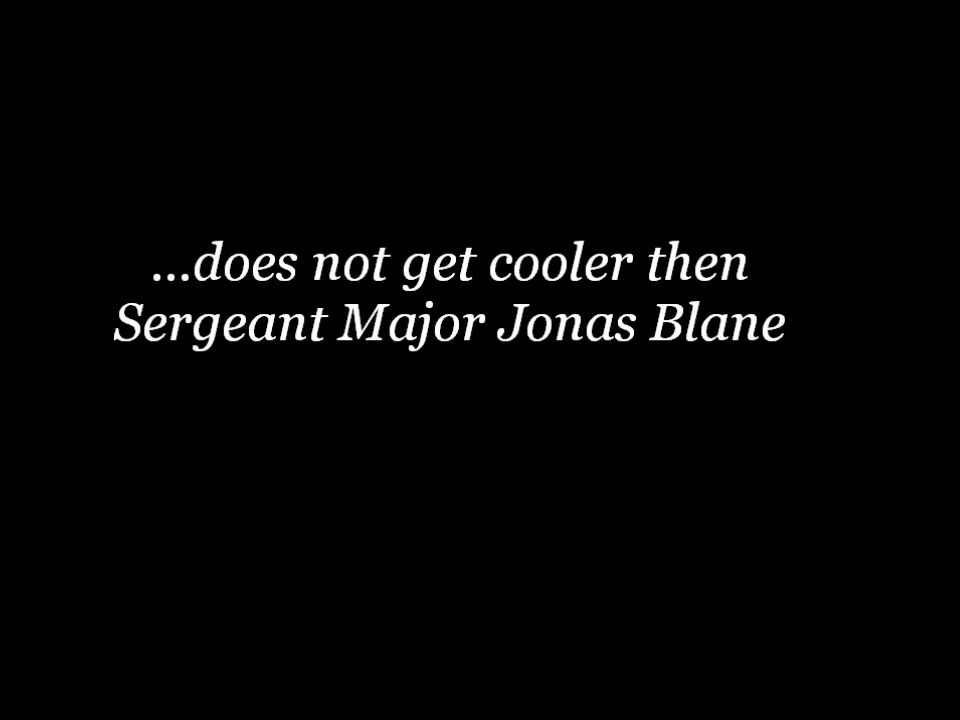 ...does not get cooler then
Sergeant Major Jonas Blane